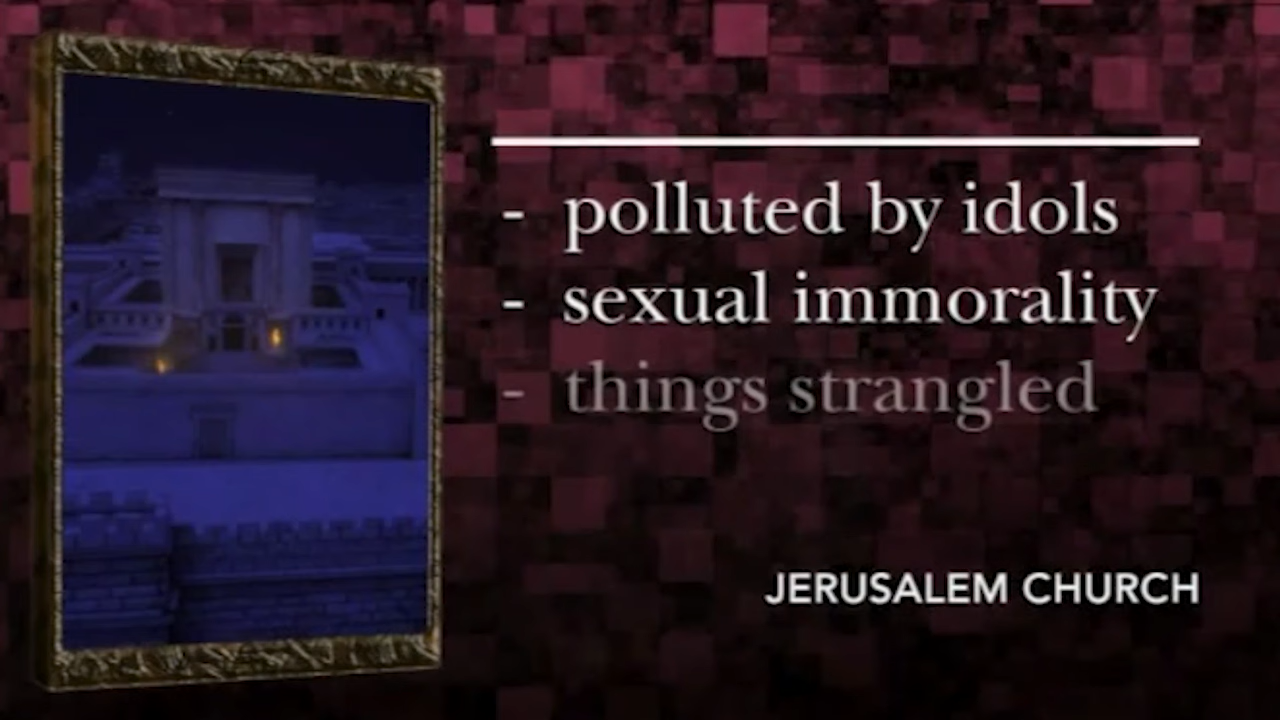 - polluted by idols
- sexual immorality
- things strangled
JERUSALEM CHURCH